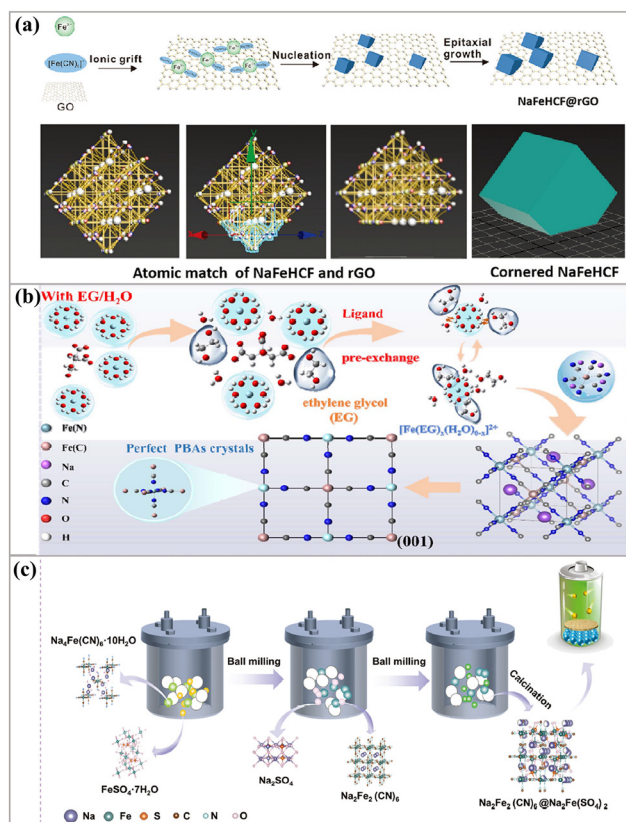 (a)
Fe
[Fe(CN)6]
GO
Ionic grift
Nucleation
Epitaxial
growth
NaFeHCF@rGO
Atomic match of NaFeHCF and rGO
Cornered NaFeHCF
(b)
With EG/H₂O
Ligand
pre-exchange
ethylene glycol
(EG)
[Fe(EG)ₓ(H₂O)₆₋ₓ]²⁺
Fe(N)
Fe(C)
Na
C
N
O
H
Perfect PBAs crystals
(001)
(c)
Na₄Fe(CN)₆·10H₂O
FeSO₄·7H₂O
Ball milling
Ball milling
Calcination
Na₂SO₄
Na₂Fe₂ (CN)₆
Na₂Fe₂ (CN)₆@Na₂Fe(SO₄)₂
Na Fe S C N O